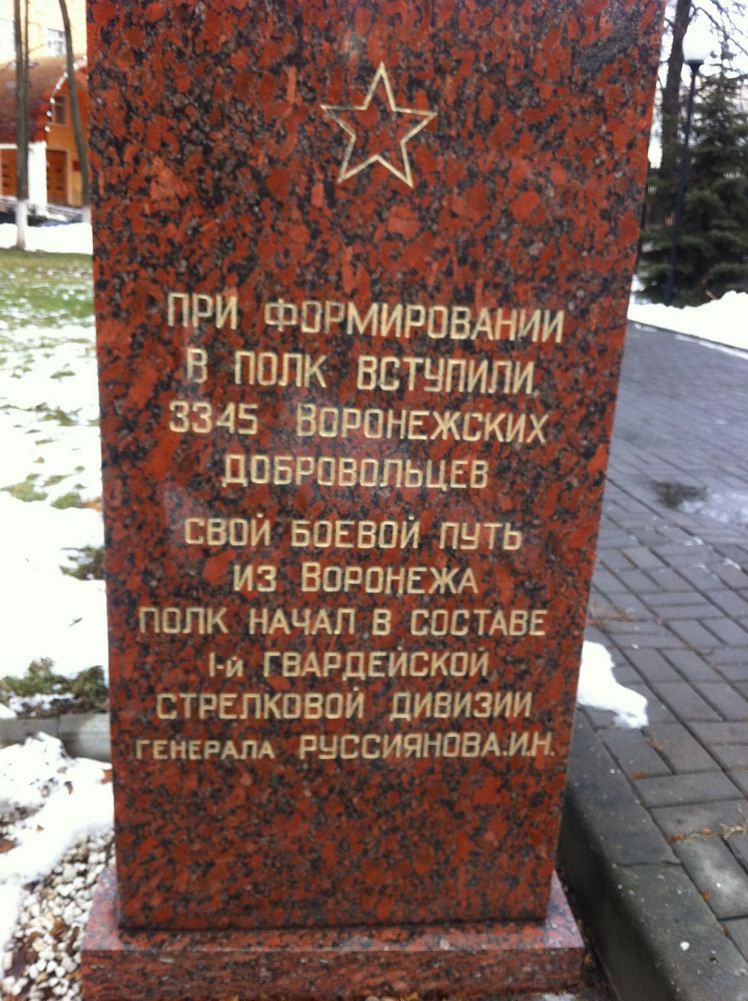 ПРИ ФОРМИРОВАНИИ
В ПОЛК ВСТУПИЛИ
3345 ВОРОНЕЖСКИХ
ДОБРОВОЛЬЦЕВ
СВОЙ БОЕВОЙ ПУТЬ
ИЗ ВОРОНЕЖА
ПОЛК НАЧАЛ В СОСТАВЕ
1-й ГВАРДЕЙСКОЙ
СТРЕЛКОВОЙ ДИВИЗИИ
ГЕНЕРАЛА РУССИЯНОВА.И.Н.